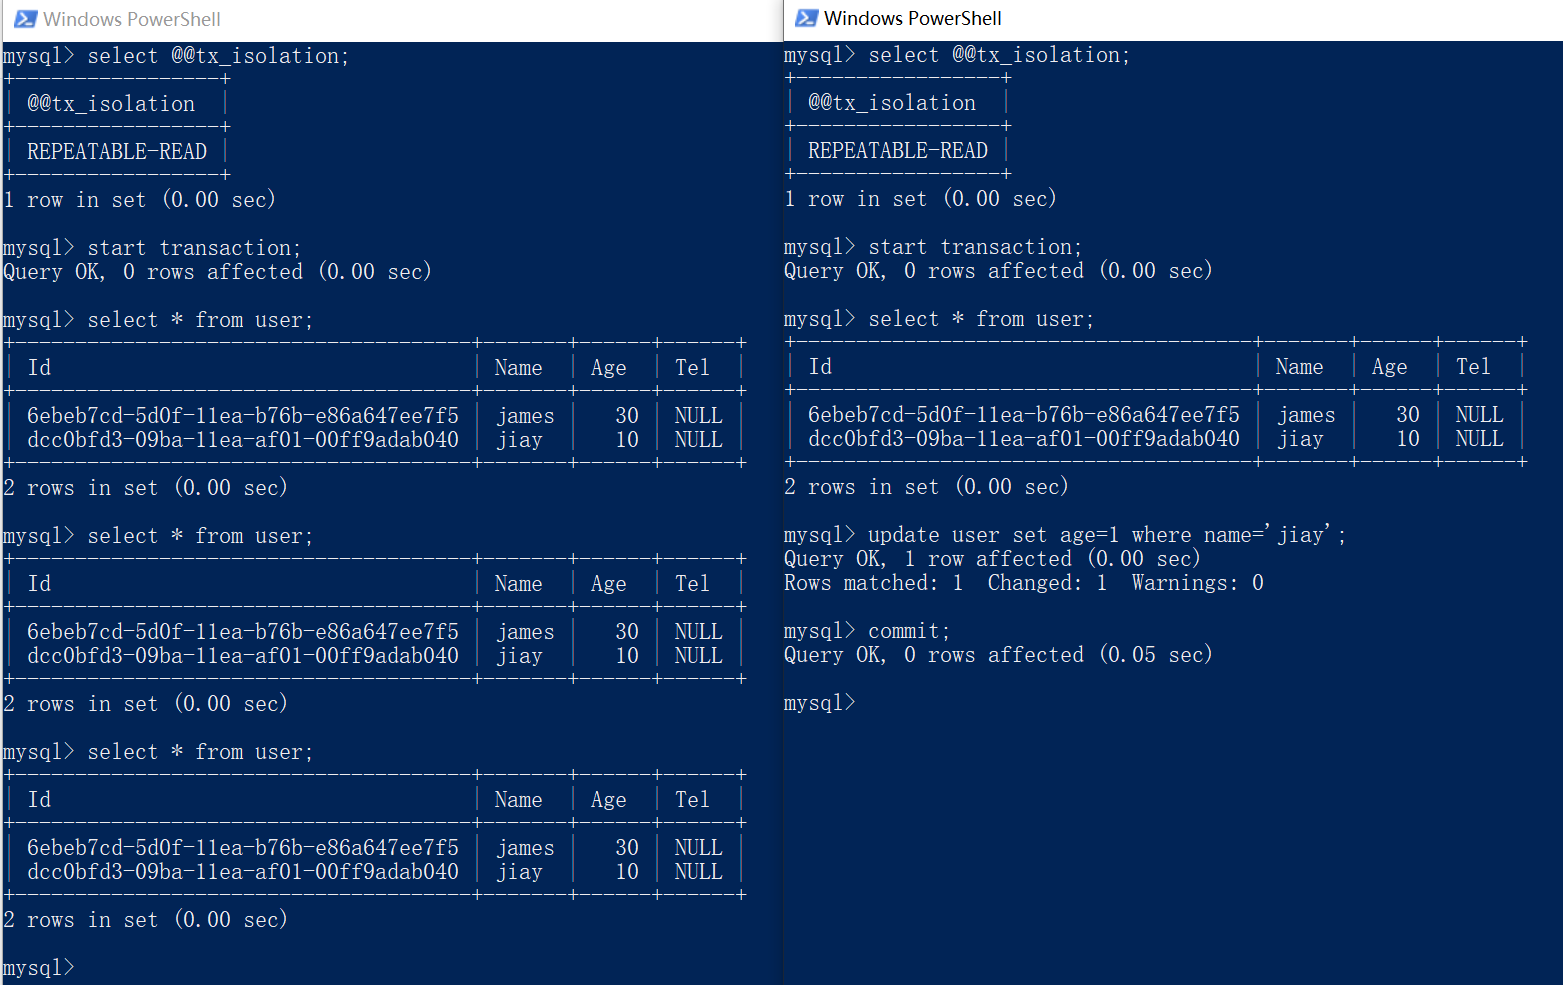 Windows PowerShell
mysql> select @@tx_isolation;
+-----------------+
| @@tx_isolation  |
+-----------------+
| REPEATABLE-READ |
+-----------------+
1 row in set (0.00 sec)
mysql> start transaction;
Query OK, 0 rows affected (0.00 sec)
mysql> select * from user;
+--------------------------------------+-------+------+------+
| Id                                   | Name  | Age  | Tel  |
+--------------------------------------+-------+------+------+
| 6ebeb7cd-5d0f-11ea-b76b-e86a647ee7f5 | james |   30 | NULL |
| dcc0bfd3-09ba-11ea-af01-00ff9adab040 | jiay  |   10 | NULL |
+--------------------------------------+-------+------+------+
2 rows in set (0.00 sec)
mysql> select * from user;
+--------------------------------------+-------+------+------+
| Id                                   | Name  | Age  | Tel  |
+--------------------------------------+-------+------+------+
| 6ebeb7cd-5d0f-11ea-b76b-e86a647ee7f5 | james |   30 | NULL |
| dcc0bfd3-09ba-11ea-af01-00ff9adab040 | jiay  |   10 | NULL |
+--------------------------------------+-------+------+------+
2 rows in set (0.00 sec)
mysql> select * from user;
+--------------------------------------+-------+------+------+
| Id                                   | Name  | Age  | Tel  |
+--------------------------------------+-------+------+------+
| 6ebeb7cd-5d0f-11ea-b76b-e86a647ee7f5 | james |   30 | NULL |
| dcc0bfd3-09ba-11ea-af01-00ff9adab040 | jiay  |   10 | NULL |
+--------------------------------------+-------+------+------+
2 rows in set (0.00 sec)
mysql>
Windows PowerShell
mysql> select @@tx_isolation;
+-----------------+
| @@tx_isolation  |
+-----------------+
| REPEATABLE-READ |
+-----------------+
1 row in set (0.00 sec)
mysql> start transaction;
Query OK, 0 rows affected (0.00 sec)
mysql> select * from user;
+--------------------------------------+-------+------+------+
| Id                                   | Name  | Age  | Tel  |
+--------------------------------------+-------+------+------+
| 6ebeb7cd-5d0f-11ea-b76b-e86a647ee7f5 | james |   30 | NULL |
| dcc0bfd3-09ba-11ea-af01-00ff9adab040 | jiay  |   10 | NULL |
+--------------------------------------+-------+------+------+
2 rows in set (0.00 sec)
mysql> update user set age=1 where name='jiay';
Query OK, 1 row affected (0.00 sec)
Rows matched: 1  Changed: 1  Warnings: 0
mysql> commit;
Query OK, 0 rows affected (0.05 sec)
mysql>